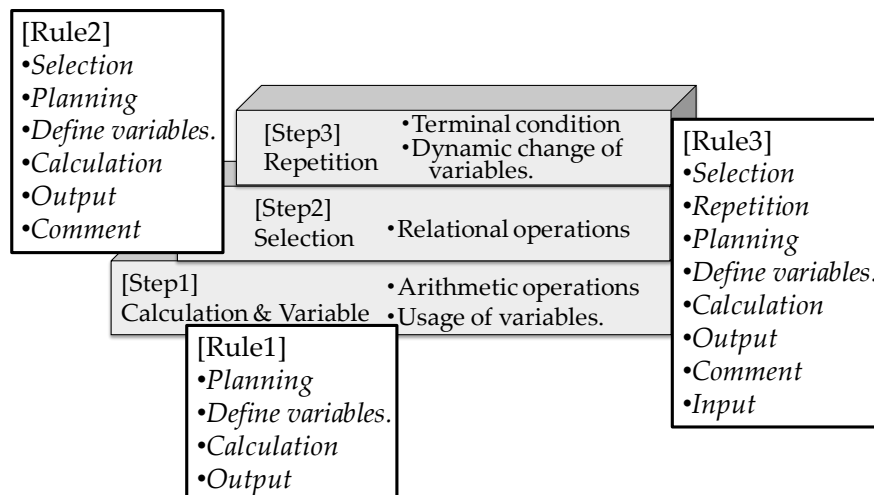 [Rule2]
•Selection
•Planning
•Define variables.
•Calculation
•Output
•Comment
[Step3]
Repetition
•Terminal condition
•Dynamic change of
variables.
[Step2]
Selection
•Relational operations
[Step1]
Calculation & Variable
•Arithmetic operations
•Usage of variables.
[Rule3]
•Selection
•Repetition
•Planning
•Define variables.
•Calculation
•Output
•Comment
•Input
[Rule1]
•Planning
•Define variables.
•Calculation
•Output